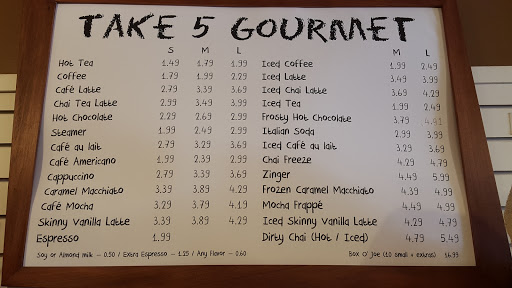 TAKE 5 GOURMET
S M L
Hot Tea 1.49 1.79 1.99
Coffee 1.79 1.99 2.29
Café Latte 2.79 3.39 3.69
Chai Tea Latte 2.99 3.49 3.99
Hot Chocolate 2.29 2.69 2.99
Steamer 1.99 2.49 2.99
Café au lait 2.79 3.29 3.69
Café Americano 1.99 2.39 2.99
Cappuccino 2.79 3.39 3.69
Caramel Macchiato 3.39 3.89 4.29
Café Mocha 3.29 3.79 4.19
Skinny Vanilla Latte 3.39 3.89 4.29
Espresso 1.99
Soy or Almond milk – 0.50 / Extra Espresso – 1.29 / Any Flavor – 0.60
M L
Iced Coffee 1.99 2.49
Iced Latte 3.49 3.99
Iced Chai Latte 3.69 4.29
Iced Tea 1.99 2.49
Frosty Hot Chocolate 3.79 4.41
Italian Soda 2.99 3.99
Iced Café au lait 3.29 3.69
Chai Freeze 4.29 4.79
Zinger 4.49 5.99
Frozen Caramel Macchiato 4.39 4.99
Mocha Frappé 4.49 4.99
Iced Skinny Vanilla Latte 4.29 4.79
Dirty Chai (Hot / Iced) 4.79 5.49
Box O' Joe (10 small + extras) 16.99